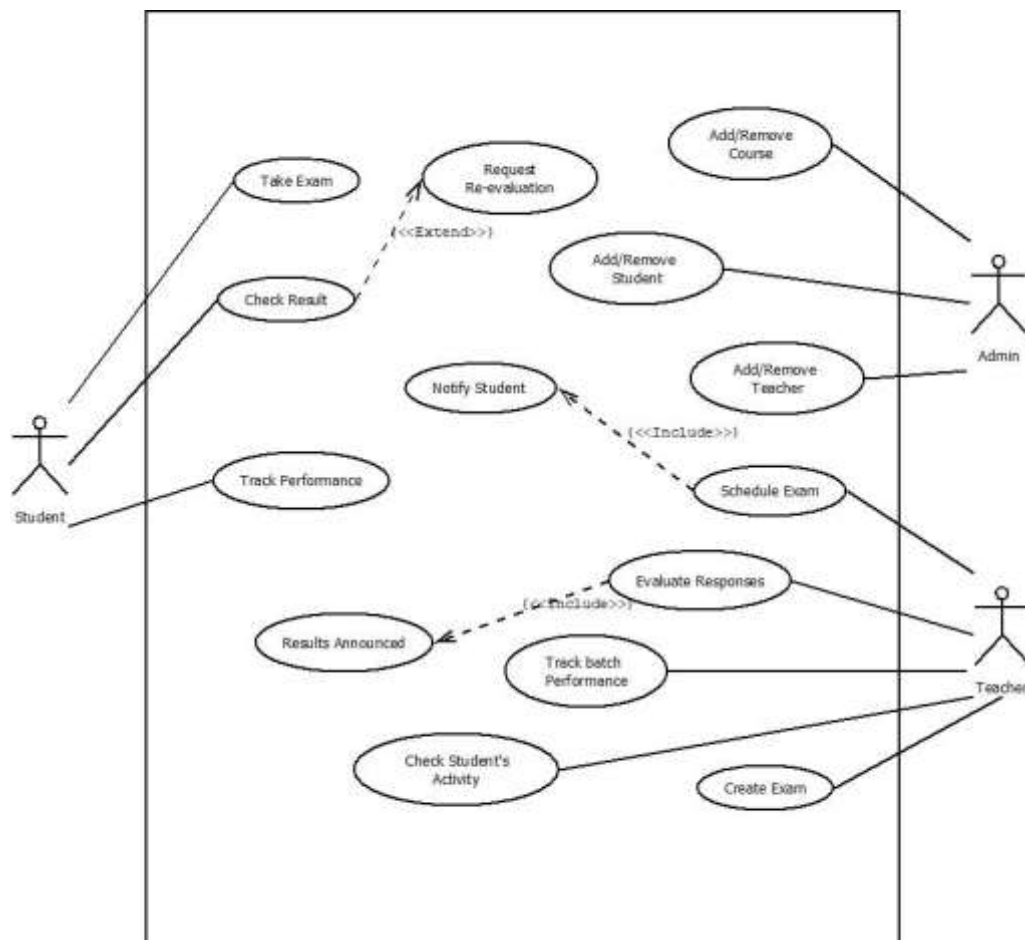 Add/Remove
Course
Request
Re-evaluation
Take Exam
{<<Extend>>}
Add/Remove
Student
Check Result
Admin
Add/Remove
Teacher
Notify Student
{<<Include>>}
Track Performance
Schedule Exam
Student
Evaluate Responses
{<<Include>>}
Results Announced
Track batch
Performance
Teacher
Check Student's
Activity
Create Exam